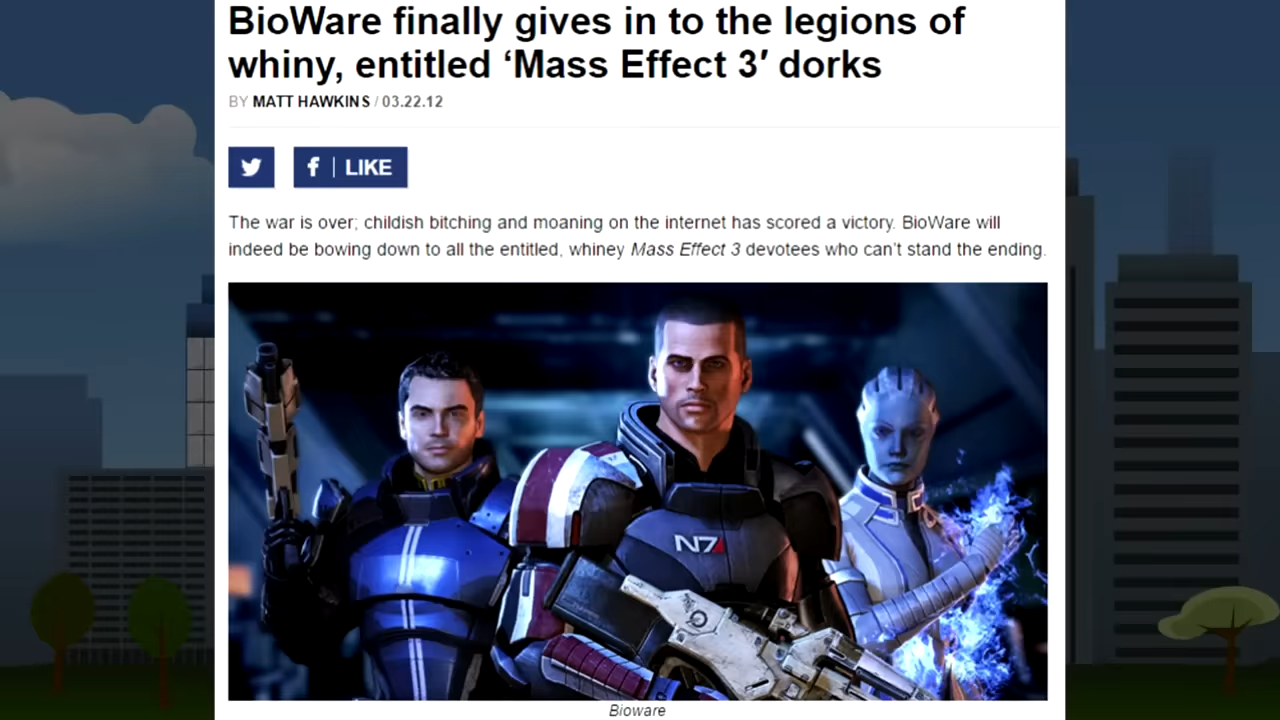 BioWare finally gives in to the legions of
whiny, entitled ‘Mass Effect 3′ dorks
BY MATT HAWKINS / 03.22.12
f | LIKE
The war is over; childish bitching and moaning on the internet has scored a victory. BioWare will
indeed be bowing down to all the entitled, whiney Mass Effect 3 devotees who can’t stand the ending.
N7
Bioware